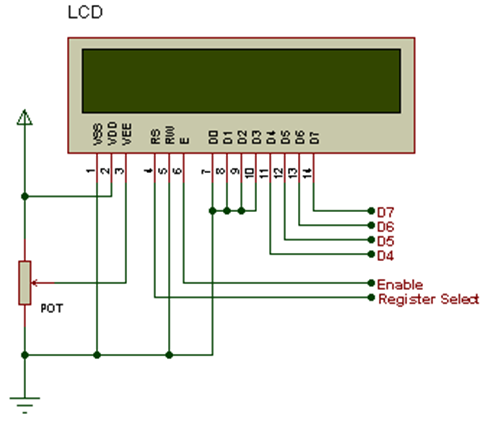 LCD
VSS VDD VEE RS RW E D0 D1 D2 D3 D4 D5 D6 D7
1 2 3 4 5 6 7 8 9 10 11 12 13 14
D7
D6
D5
D4
Enable
Register Select
POT